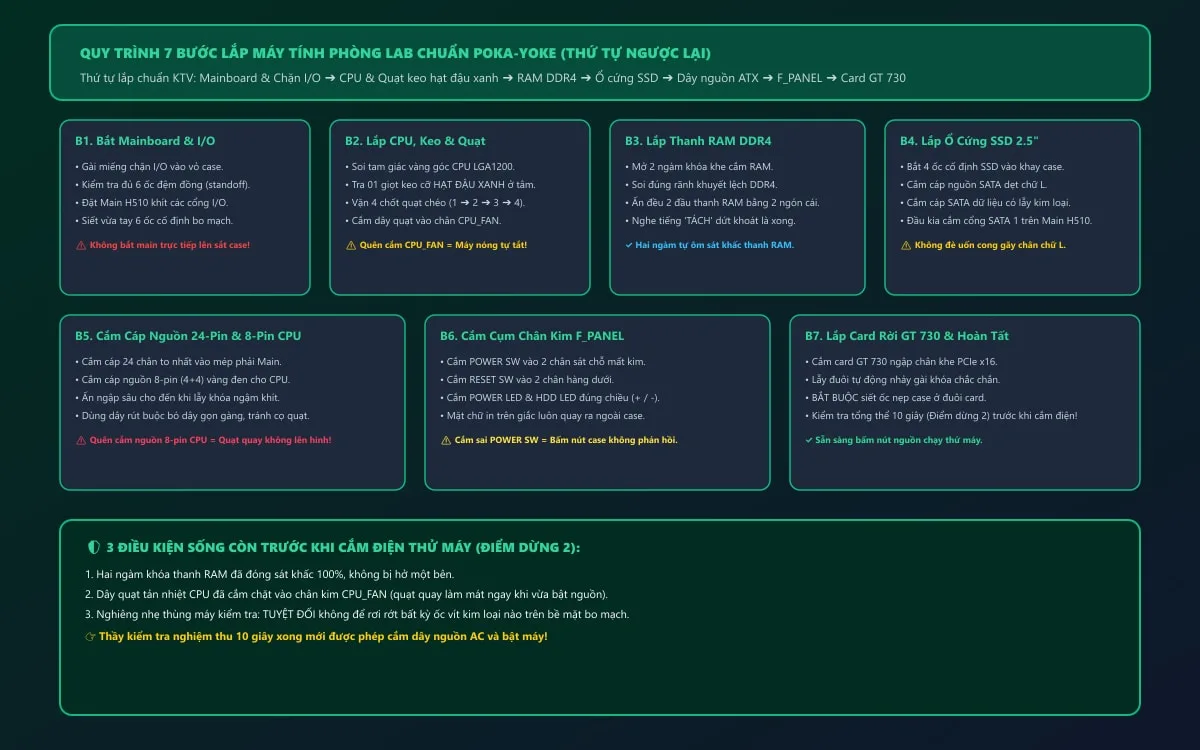 QUY TRÌNH 7 BƯỚC LẮP MÁY TÍNH PHÒNG LAB CHUẨN POKA-YOKE (THỨ TỰ NGƯỢC LẠI)
Thứ tự lắp chuẩn KTV: Mainboard & Chặn I/O ➔ CPU & Quạt keo hạt đậu xanh ➔ RAM DDR4 ➔ Ổ cứng SSD ➔ Dây nguồn ATX ➔ F_PANEL ➔ Card GT 730
B1. Bắt Mainboard & I/O
• Gài miếng chặn I/O vào vỏ case.
• Kiểm tra đủ 6 ốc đệm đồng (standoff).
• Đặt Main H510 khít các cổng I/O.
• Siết vừa tay 6 ốc cố định bo mạch.
⚠ Không bắt main trực tiếp lên sắt case!
B2. Lắp CPU, Keo & Quạt
• Soi tam giác vàng góc CPU LGA1200.
• Tra 01 giọt keo cỡ HẠT ĐẬU XANH ở tâm.
• Vặn 4 chốt quạt chéo (1 ➔ 2 ➔ 3 ➔ 4).
• Cắm dây quạt vào chân CPU_FAN.
⚠ Quên cắm CPU_FAN = Máy nóng tự tắt!
B3. Lắp Thanh RAM DDR4
• Mở 2 ngàm khóa khe cắm RAM.
• Soi đúng rãnh khuyết lệch DDR4.
• Ấn đều 2 đầu thanh RAM bằng 2 ngón cái.
• Nghe tiếng 'TÁCH' dứt khoát là xong.
✓ Hai ngàm tự ôm sát khấc thanh RAM.
B4. Lắp Ổ Cứng SSD 2.5"
• Bắt 4 ốc cố định SSD vào khay case.
• Cắm cáp nguồn SATA dẹt chữ L.
• Cắm cáp SATA dữ liệu có lẫy kim loại.
• Đầu kia cắm cổng SATA 1 trên Main H510.
⚠ Không đè uốn cong gãy chân chữ L.
B5. Cắm Cáp Nguồn 24-Pin & 8-Pin CPU
• Cắm cáp 24 chân to nhất vào mép phải Main.
• Cắm cáp nguồn 8-pin (4+4) vàng đen cho CPU.
• Ấn ngập sâu cho đến khi lẫy khóa ngàm khít.
• Dùng dây rút buộc bó dây gọn gàng, tránh cọ quạt.
⚠ Quên cắm nguồn 8-pin CPU = Quạt quay không lên hình!
B6. Cắm Cụm Chân Kim F_PANEL
• Cắm POWER SW vào 2 chân sát chỗ mất kim.
• Cắm RESET SW vào 2 chân hàng dưới.
• Cắm POWER LED & HDD LED đúng chiều (+ / -).
• Mặt chữ in trên giắc luôn quay ra ngoài case.
⚠ Cắm sai POWER SW = Bấm nút case không phản hồi.
B7. Lắp Card Rời GT 730 & Hoàn Tất
• Cắm card GT 730 ngập chân khe PCIe x16.
• Lẫy đuôi tự động nhảy gài khóa chắc chắn.
• BẮT BUỘC siết ốc nẹp case ở đuôi card.
• Kiểm tra tổng thể 10 giây (Điểm dừng 2) trước khi cắm điện!
✓ Sẵn sàng bấm nút nguồn chạy thử máy.
🛡 3 ĐIỀU KIỆN SỐNG CÒN TRƯỚC KHI CẮM ĐIỆN THỬ MÁY (ĐIỂM DỪNG 2):
1. Hai ngàm khóa thanh RAM đã đóng sát khấc 100%, không bị hở một bên.
2. Dây quạt tản nhiệt CPU đã cắm chặt vào chân kim CPU_FAN (quạt quay làm mát ngay khi vừa bật nguồn).
3. Nghiêng nhẹ thùng máy kiểm tra: TUYỆT ĐỐI không để rơi rớt bất kỳ ốc vít kim loại nào trên bề mặt bo mạch.
👉 Thầy kiểm tra nghiệm thu 10 giây xong mới được phép cắm dây nguồn AC và bật máy!